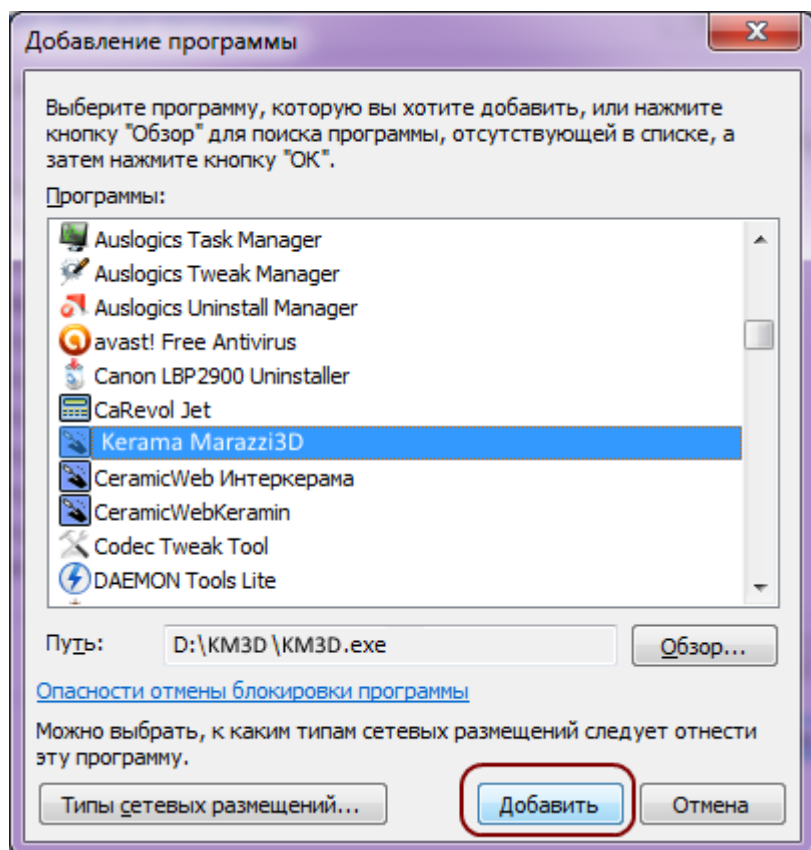 Добавление программы
Выберите программу, которую вы хотите добавить, или нажмите
кнопку "Обзор" для поиска программы, отсутствующей в списке, а
затем нажмите кнопку "ОК".
Программы:
Auslogics Task Manager
Auslogics Tweak Manager
Auslogics Uninstall Manager
avast! Free Antivirus
Canon LBP2900 Uninstaller
CaRevol Jet
Kerama Marazzi3D
CeramicWeb Интеркерама
CeramicWebKeramin
Codec Tweak Tool
DAEMON Tools Lite
Путь: D:\KM3D\KM3D.exe Обзор...
Опасности отмены блокировки программы
Можно выбрать, к каким типам сетевых размещений следует отнести
эту программу.
Типы сетевых размещений... Добавить Отмена